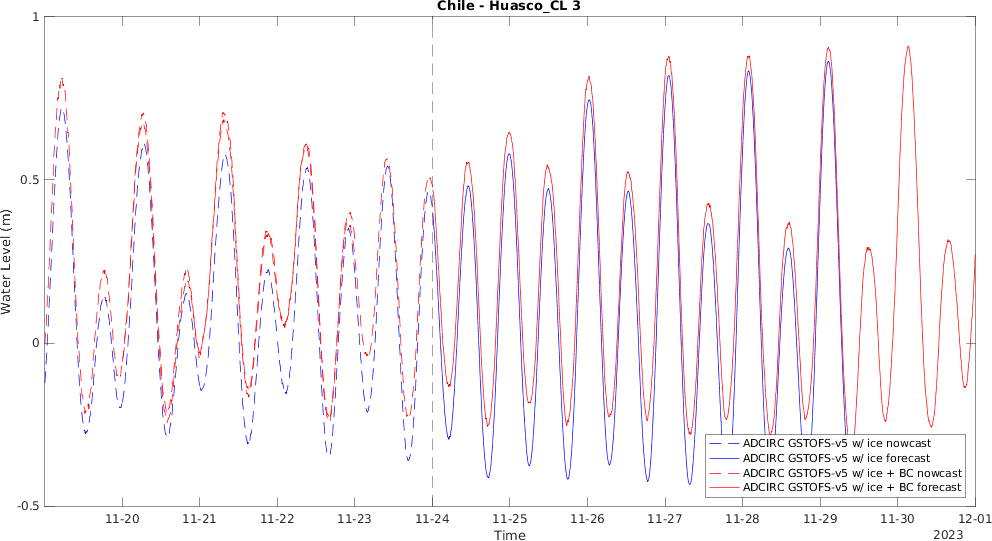 Chile - Huasco_CL 3
1
0.5
0
-0.5
Water Level (m)
ADCIRC GSTOFS-v5 w/ ice nowcast
ADCIRC GSTOFS-v5 w/ ice forecast
ADCIRC GSTOFS-v5 w/ ice + BC nowcast
ADCIRC GSTOFS-v5 w/ ice + BC forecast
11-20 11-21 11-22 11-23 11-24 11-25 11-26 11-27 11-28 11-29 11-30 12-01
Time
2023